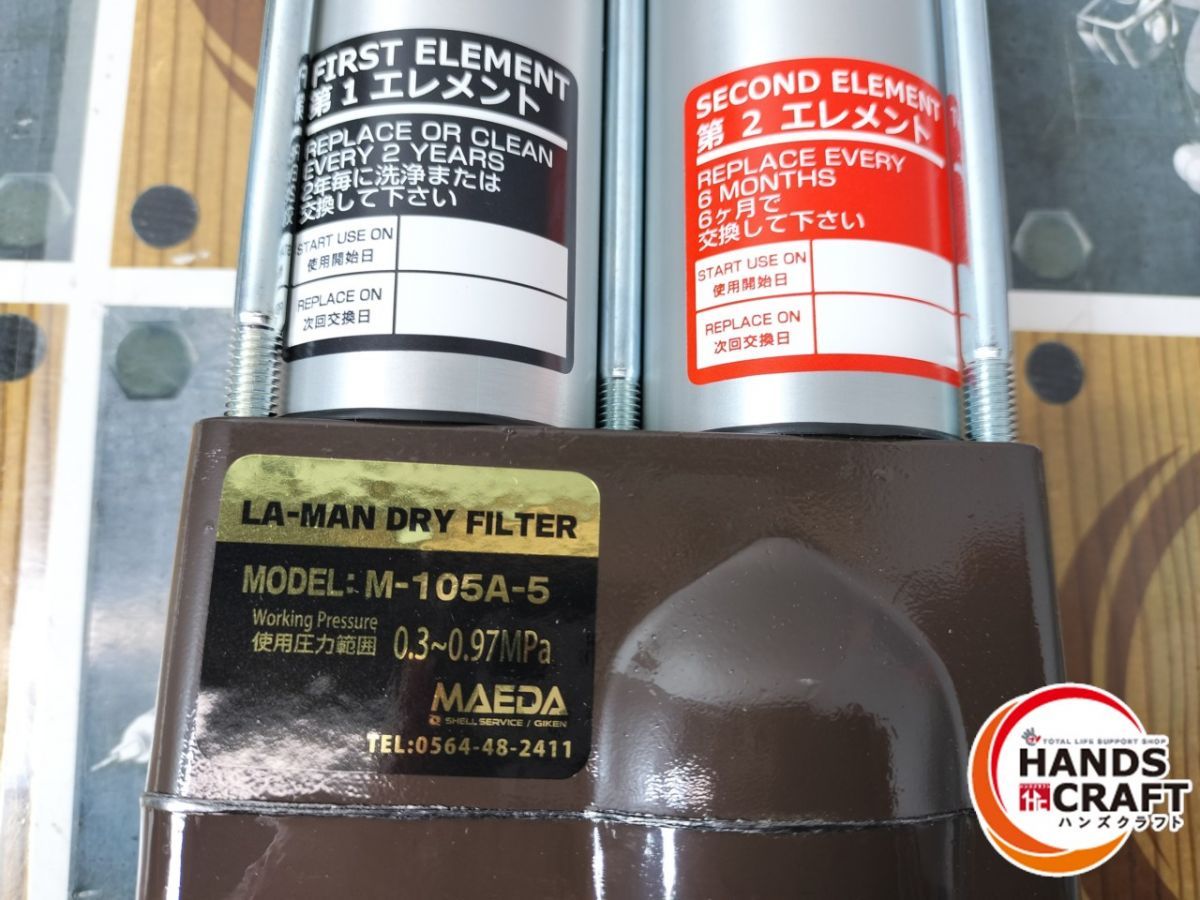 FIRST ELEMENT
第1エレメント
REPLACE OR CLEAN
EVERY 2 YEARS
2年毎に洗浄または
交換して下さい
START USE ON
使用開始日
REPLACE ON
次回交換日
SECOND ELEMENT
第2エレメント
REPLACE EVERY
6 MONTHS
6ヶ月で
交換して下さい
START USE ON
使用開始日
REPLACE ON
次回交換日
LA-MAN DRY FILTER
MODEL: M-105A-5
Working Pressure
使用圧力範囲 0.3~0.97MPa
MAEDA
SHELL SERVICE / GIKEN
TEL:0564-48-2411
TOTAL LIFE SUPPORT SHOP
HANDS
CRAFT
ハンズクラフト